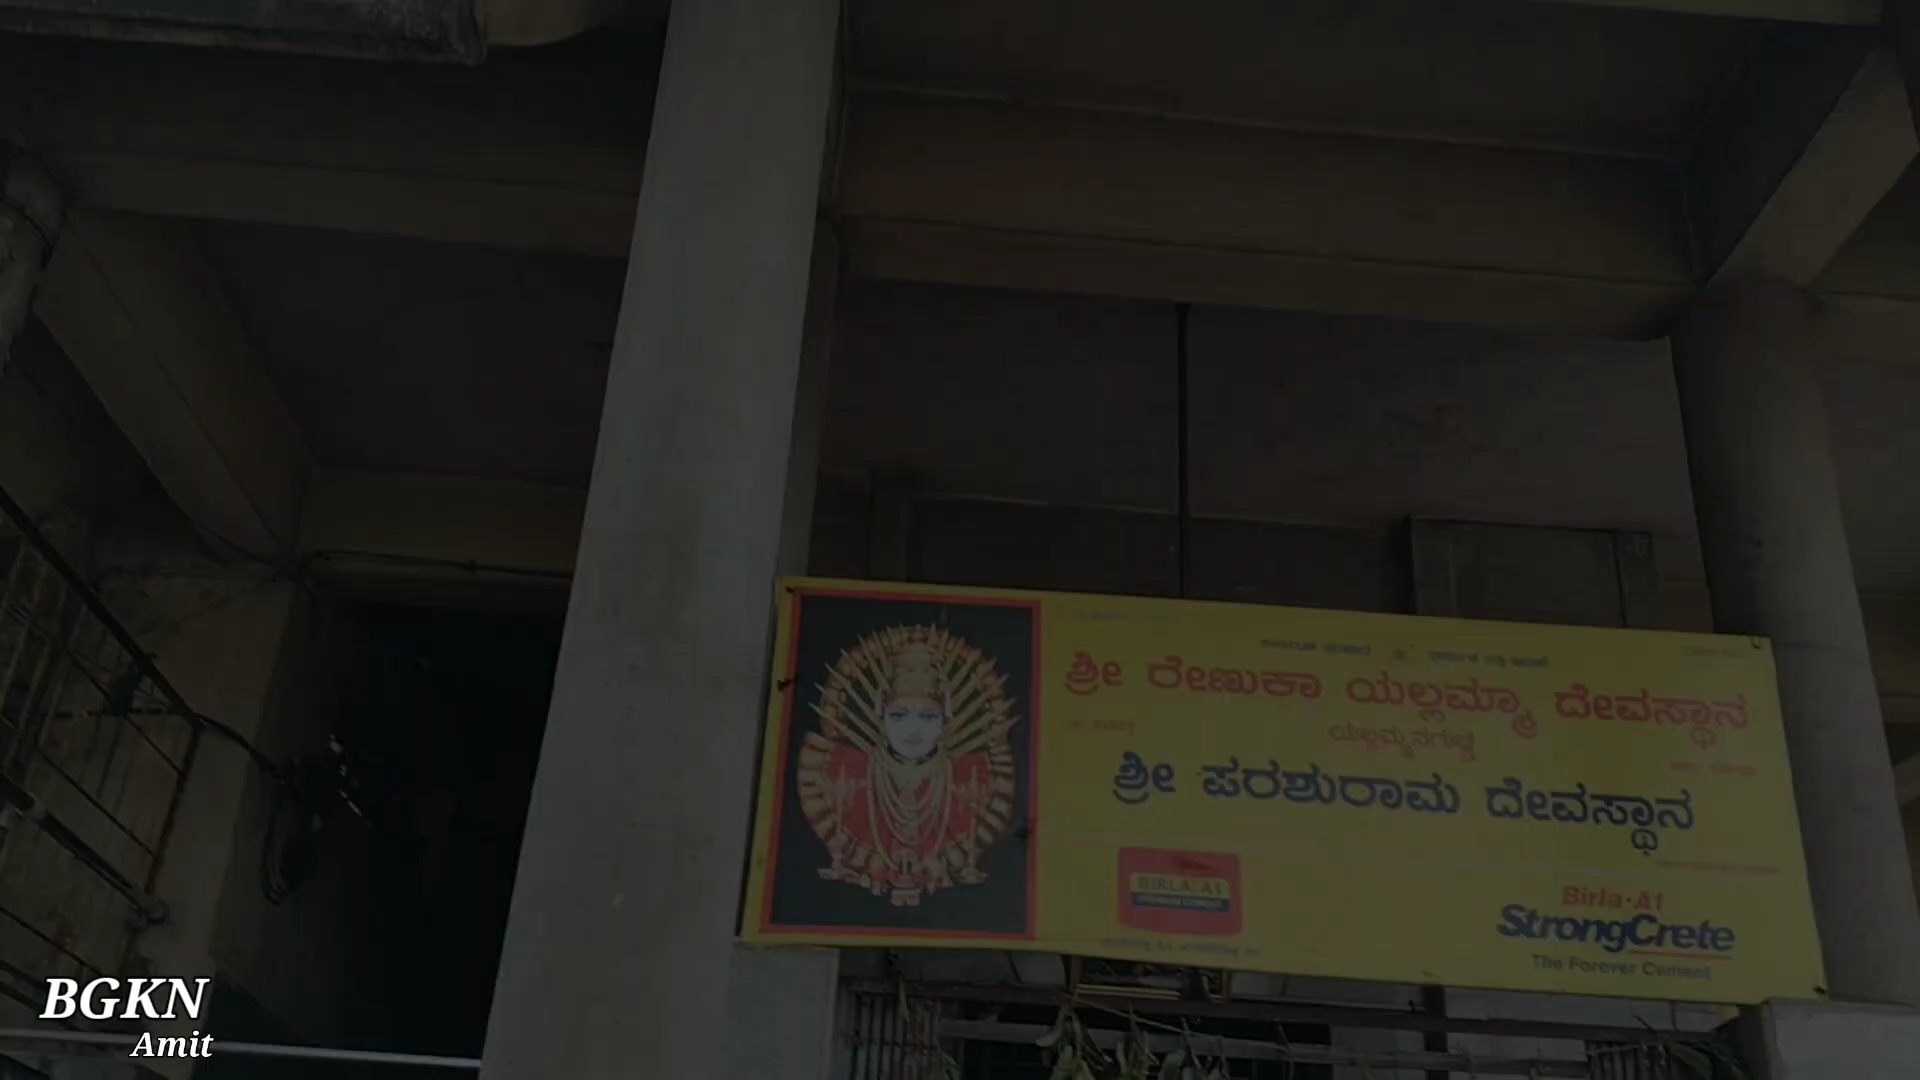 ಶ್ರೀ ರೇಣುಕಾ ಯಲ್ಲಮ್ಮಾ ದೇವಸ್ಥಾನ
ಯಲ್ಲಮ್ಮನಗುಡ್ಡ
ಶ್ರೀ ಪರಶುರಾಮ ದೇವಸ್ಥಾನ
BIRLA A1
Birla·A1
StrongCrete
The Forever Cement
BGKN
Amit